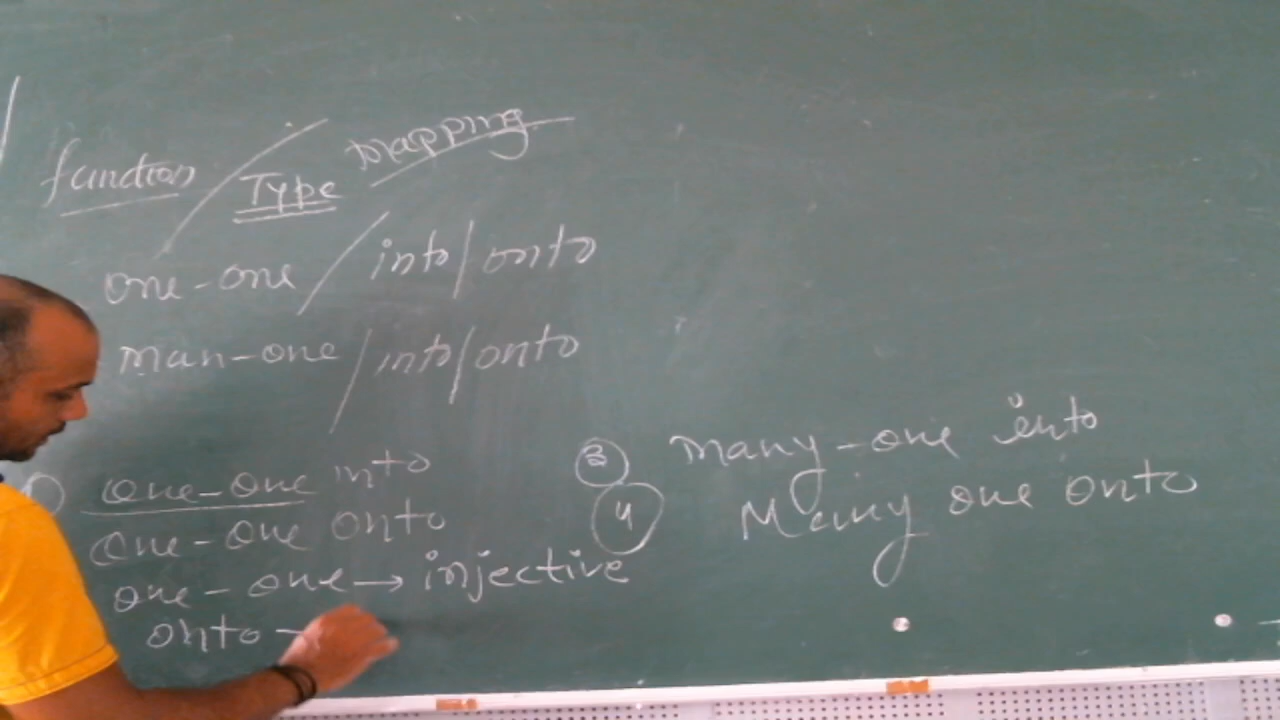 function / Type mapping
one-one / into/onto
man-one / into/onto
one-one into
one-one onto
one-one → injective
onto -
3 many-one into
4 Many one onto